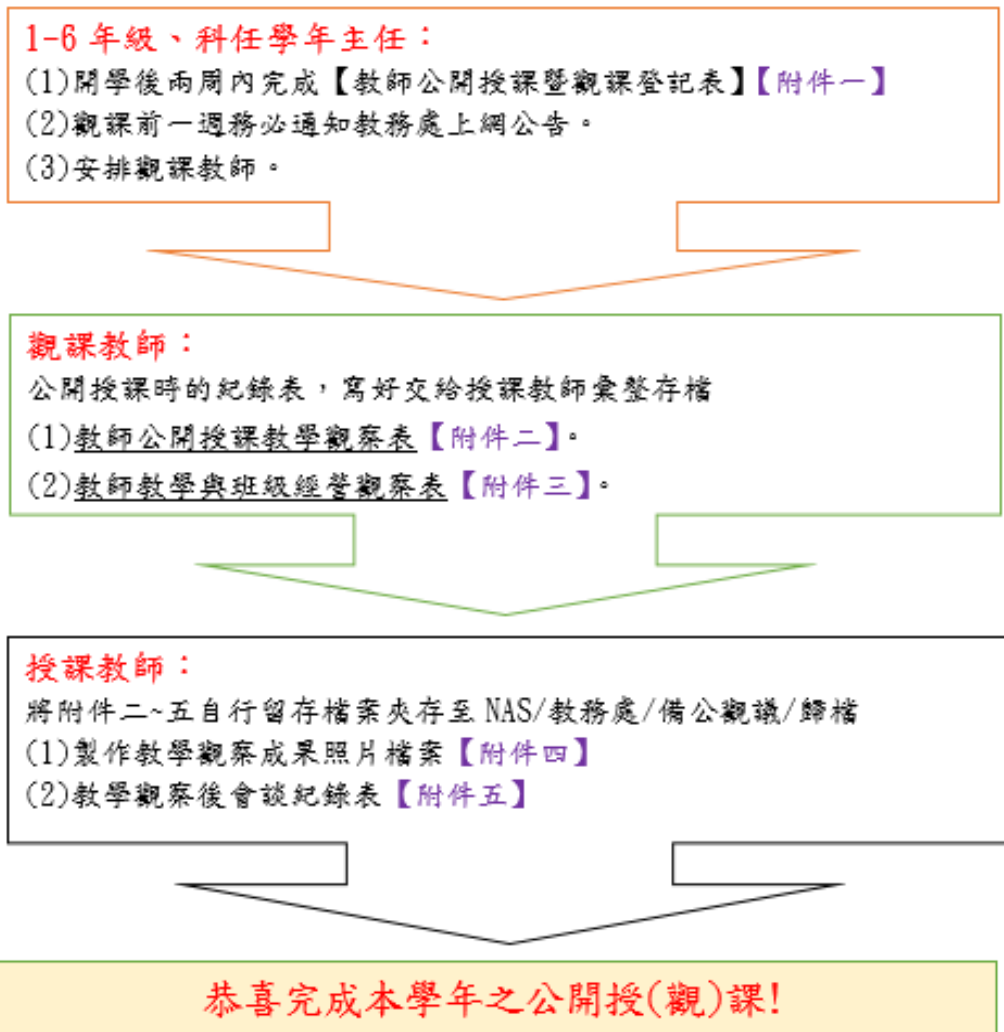 1-6 年級、科任學年主任：
(1)開學後兩周內完成【教師公開授課暨觀課登記表】【附件一】
(2)觀課前一週務必通知教務處上網公告。
(3)安排觀課教師。
觀課教師：
公開授課時的紀錄表，寫好交給授課教師彙整存檔
(1)教師公開授課教學觀察表【附件二】。
(2)教師教學與班級經營觀察表【附件三】。
授課教師：
將附件二~五自行留存檔案夾存至 NAS/教務處/備公觀議/歸檔
(1)製作教學觀察成果照片檔案【附件四】
(2)教學觀察後會談紀錄表【附件五】
恭喜完成本學年之公開授(觀)課!